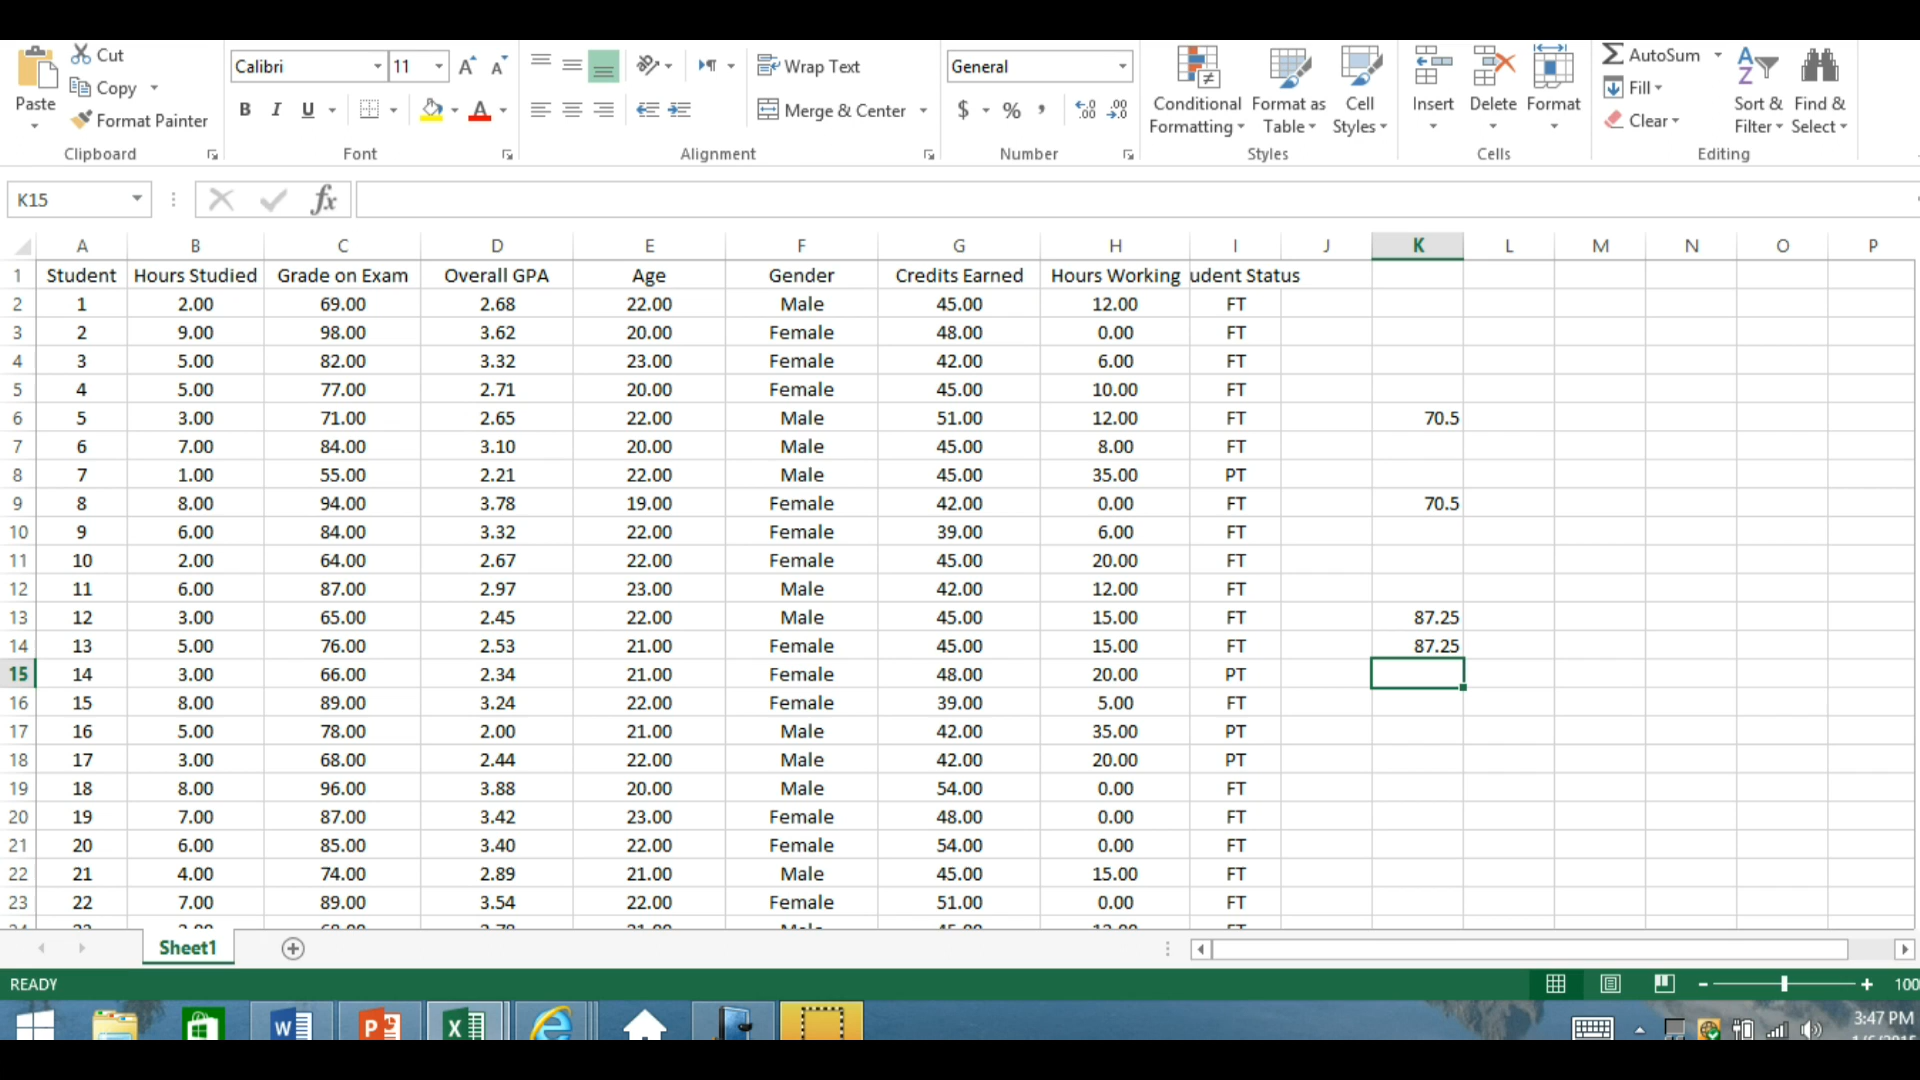 Cut
Copy
Format Painter
Paste
Clipboard
Calibri 11
B I U
Font
Wrap Text
Merge & Center
Alignment
General
$ % ,
Number
Conditional Formatting
Format as Table
Cell Styles
Styles
Insert Delete Format
Cells
AutoSum
Fill
Clear
Sort & Filter
Find & Select
Editing
K15 fx
A B C D E F G H I J K L M N O P
1 Student Hours Studied Grade on Exam Overall GPA Age Gender Credits Earned Hours Working udent Status
2 1 2.00 69.00 2.68 22.00 Male 45.00 12.00 FT
3 2 9.00 98.00 3.62 20.00 Female 48.00 0.00 FT
4 3 5.00 82.00 3.32 23.00 Female 42.00 6.00 FT
5 4 5.00 77.00 2.71 20.00 Female 45.00 10.00 FT
6 5 3.00 71.00 2.65 22.00 Male 51.00 12.00 FT 70.5
7 6 7.00 84.00 3.10 20.00 Male 45.00 8.00 FT
8 7 1.00 55.00 2.21 22.00 Male 45.00 35.00 PT
9 8 8.00 94.00 3.78 19.00 Female 42.00 0.00 FT 70.5
10 9 6.00 84.00 3.32 22.00 Female 39.00 6.00 FT
11 10 2.00 64.00 2.67 22.00 Female 45.00 20.00 FT
12 11 6.00 87.00 2.97 23.00 Male 42.00 12.00 FT
13 12 3.00 65.00 2.45 22.00 Male 45.00 15.00 FT 87.25
14 13 5.00 76.00 2.53 21.00 Female 45.00 15.00 FT 87.25
15 14 3.00 66.00 2.34 21.00 Female 48.00 20.00 PT
16 15 8.00 89.00 3.24 22.00 Female 39.00 5.00 FT
17 16 5.00 78.00 2.00 21.00 Male 42.00 35.00 PT
18 17 3.00 68.00 2.44 22.00 Male 42.00 20.00 PT
19 18 8.00 96.00 3.88 20.00 Male 54.00 0.00 FT
20 19 7.00 87.00 3.42 23.00 Female 48.00 0.00 FT
21 20 6.00 85.00 3.40 22.00 Female 54.00 0.00 FT
22 21 4.00 74.00 2.89 21.00 Male 45.00 15.00 FT
23 22 7.00 89.00 3.54 22.00 Female 51.00 0.00 FT
Sheet1
READY
100
3:47 PM